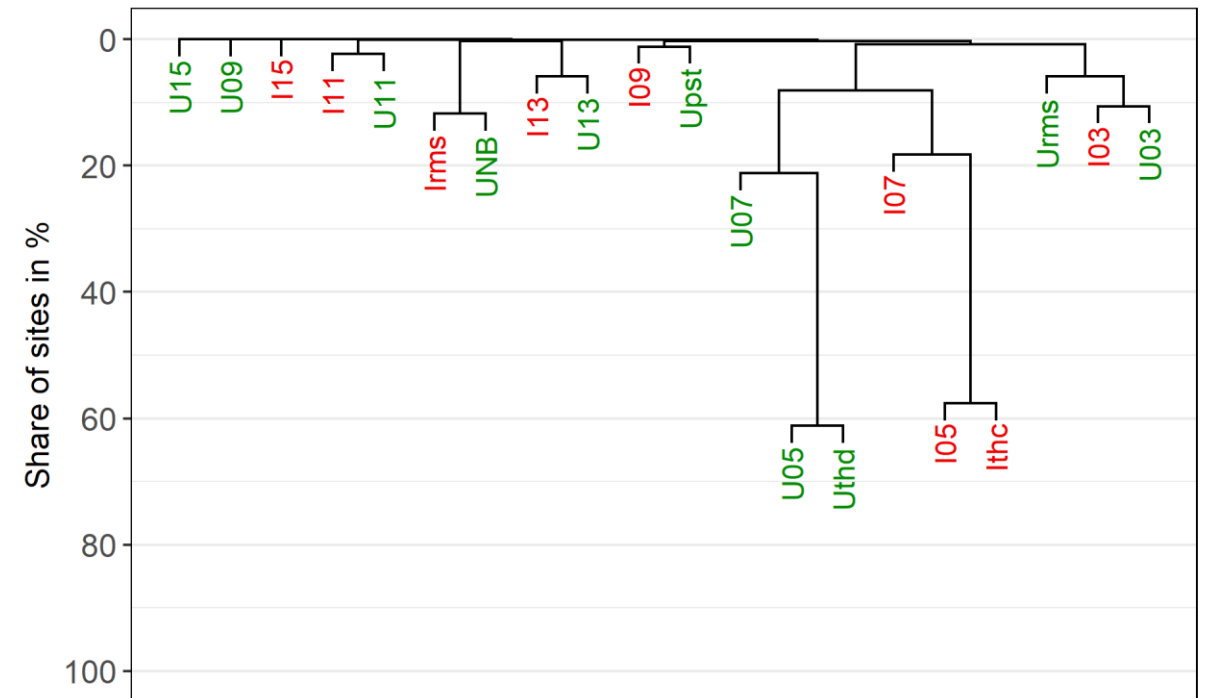 Share of sites in %
0
20
40
60
80
100
U15
U09
I15
I11
U11
Irms
UNB
I13
U13
I09
Upst
U07
U05
Uthd
I07
I05
Ithc
Urms
I03
U03